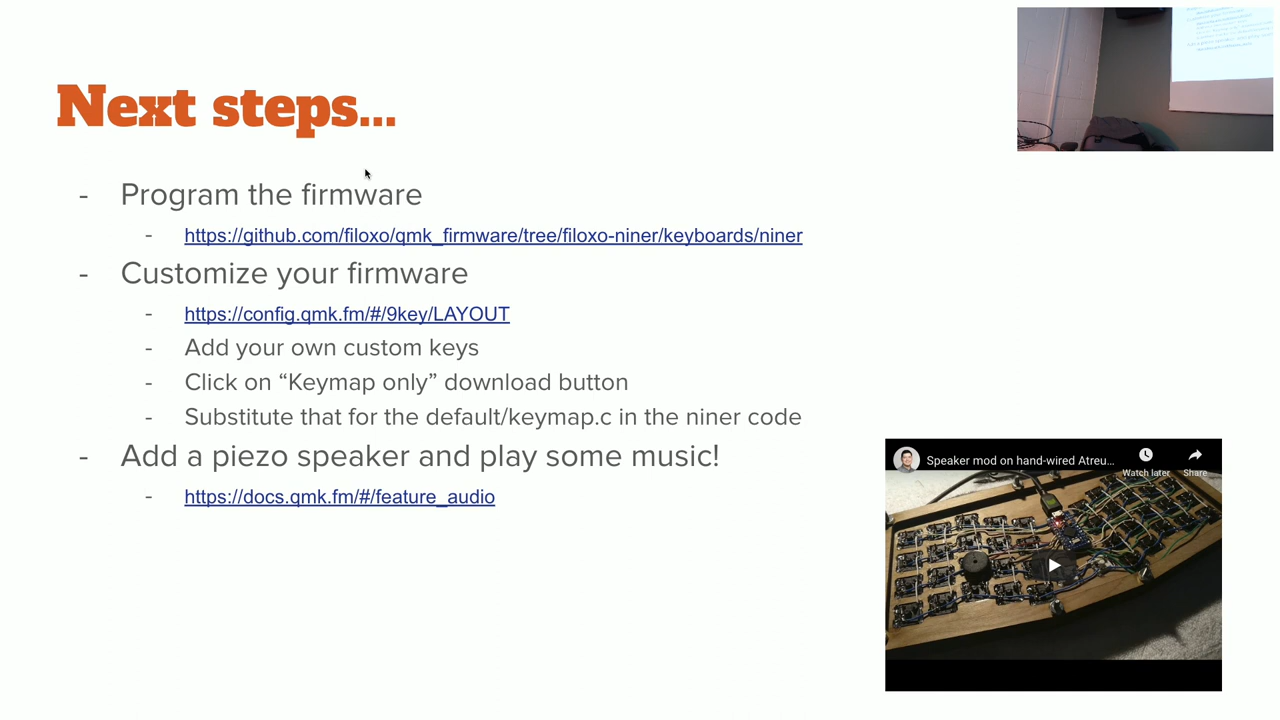 Next steps...
- Program the firmware
- https://github.com/filoxo/qmk_firmware/tree/filoxo-niner/keyboards/niner
- Customize your firmware
- https://config.qmk.fm/#/9key/LAYOUT
- Add your own custom keys
- Click on “Keymap only” download button
- Substitute that for the default/keymap.c in the niner code
- Add a piezo speaker and play some music!
- https://docs.qmk.fm/#/feature_audio
Speaker mod on hand-wired Atreu...
Watch later
Share